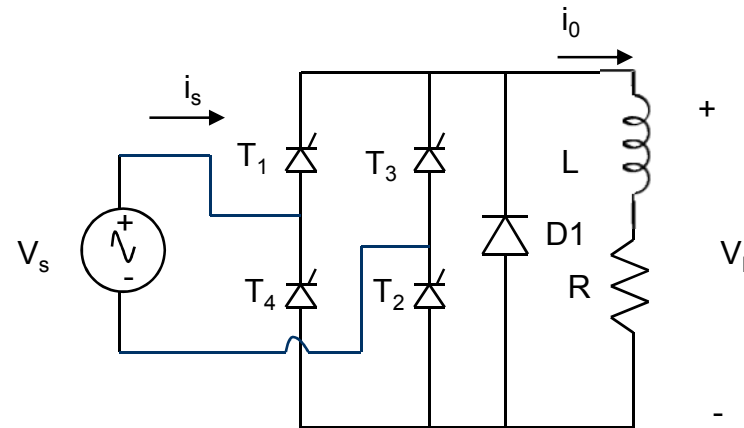 i₀
iₛ
+
T₁
T₃
L
+
Vₛ
-
D1
T₄
T₂
R
-